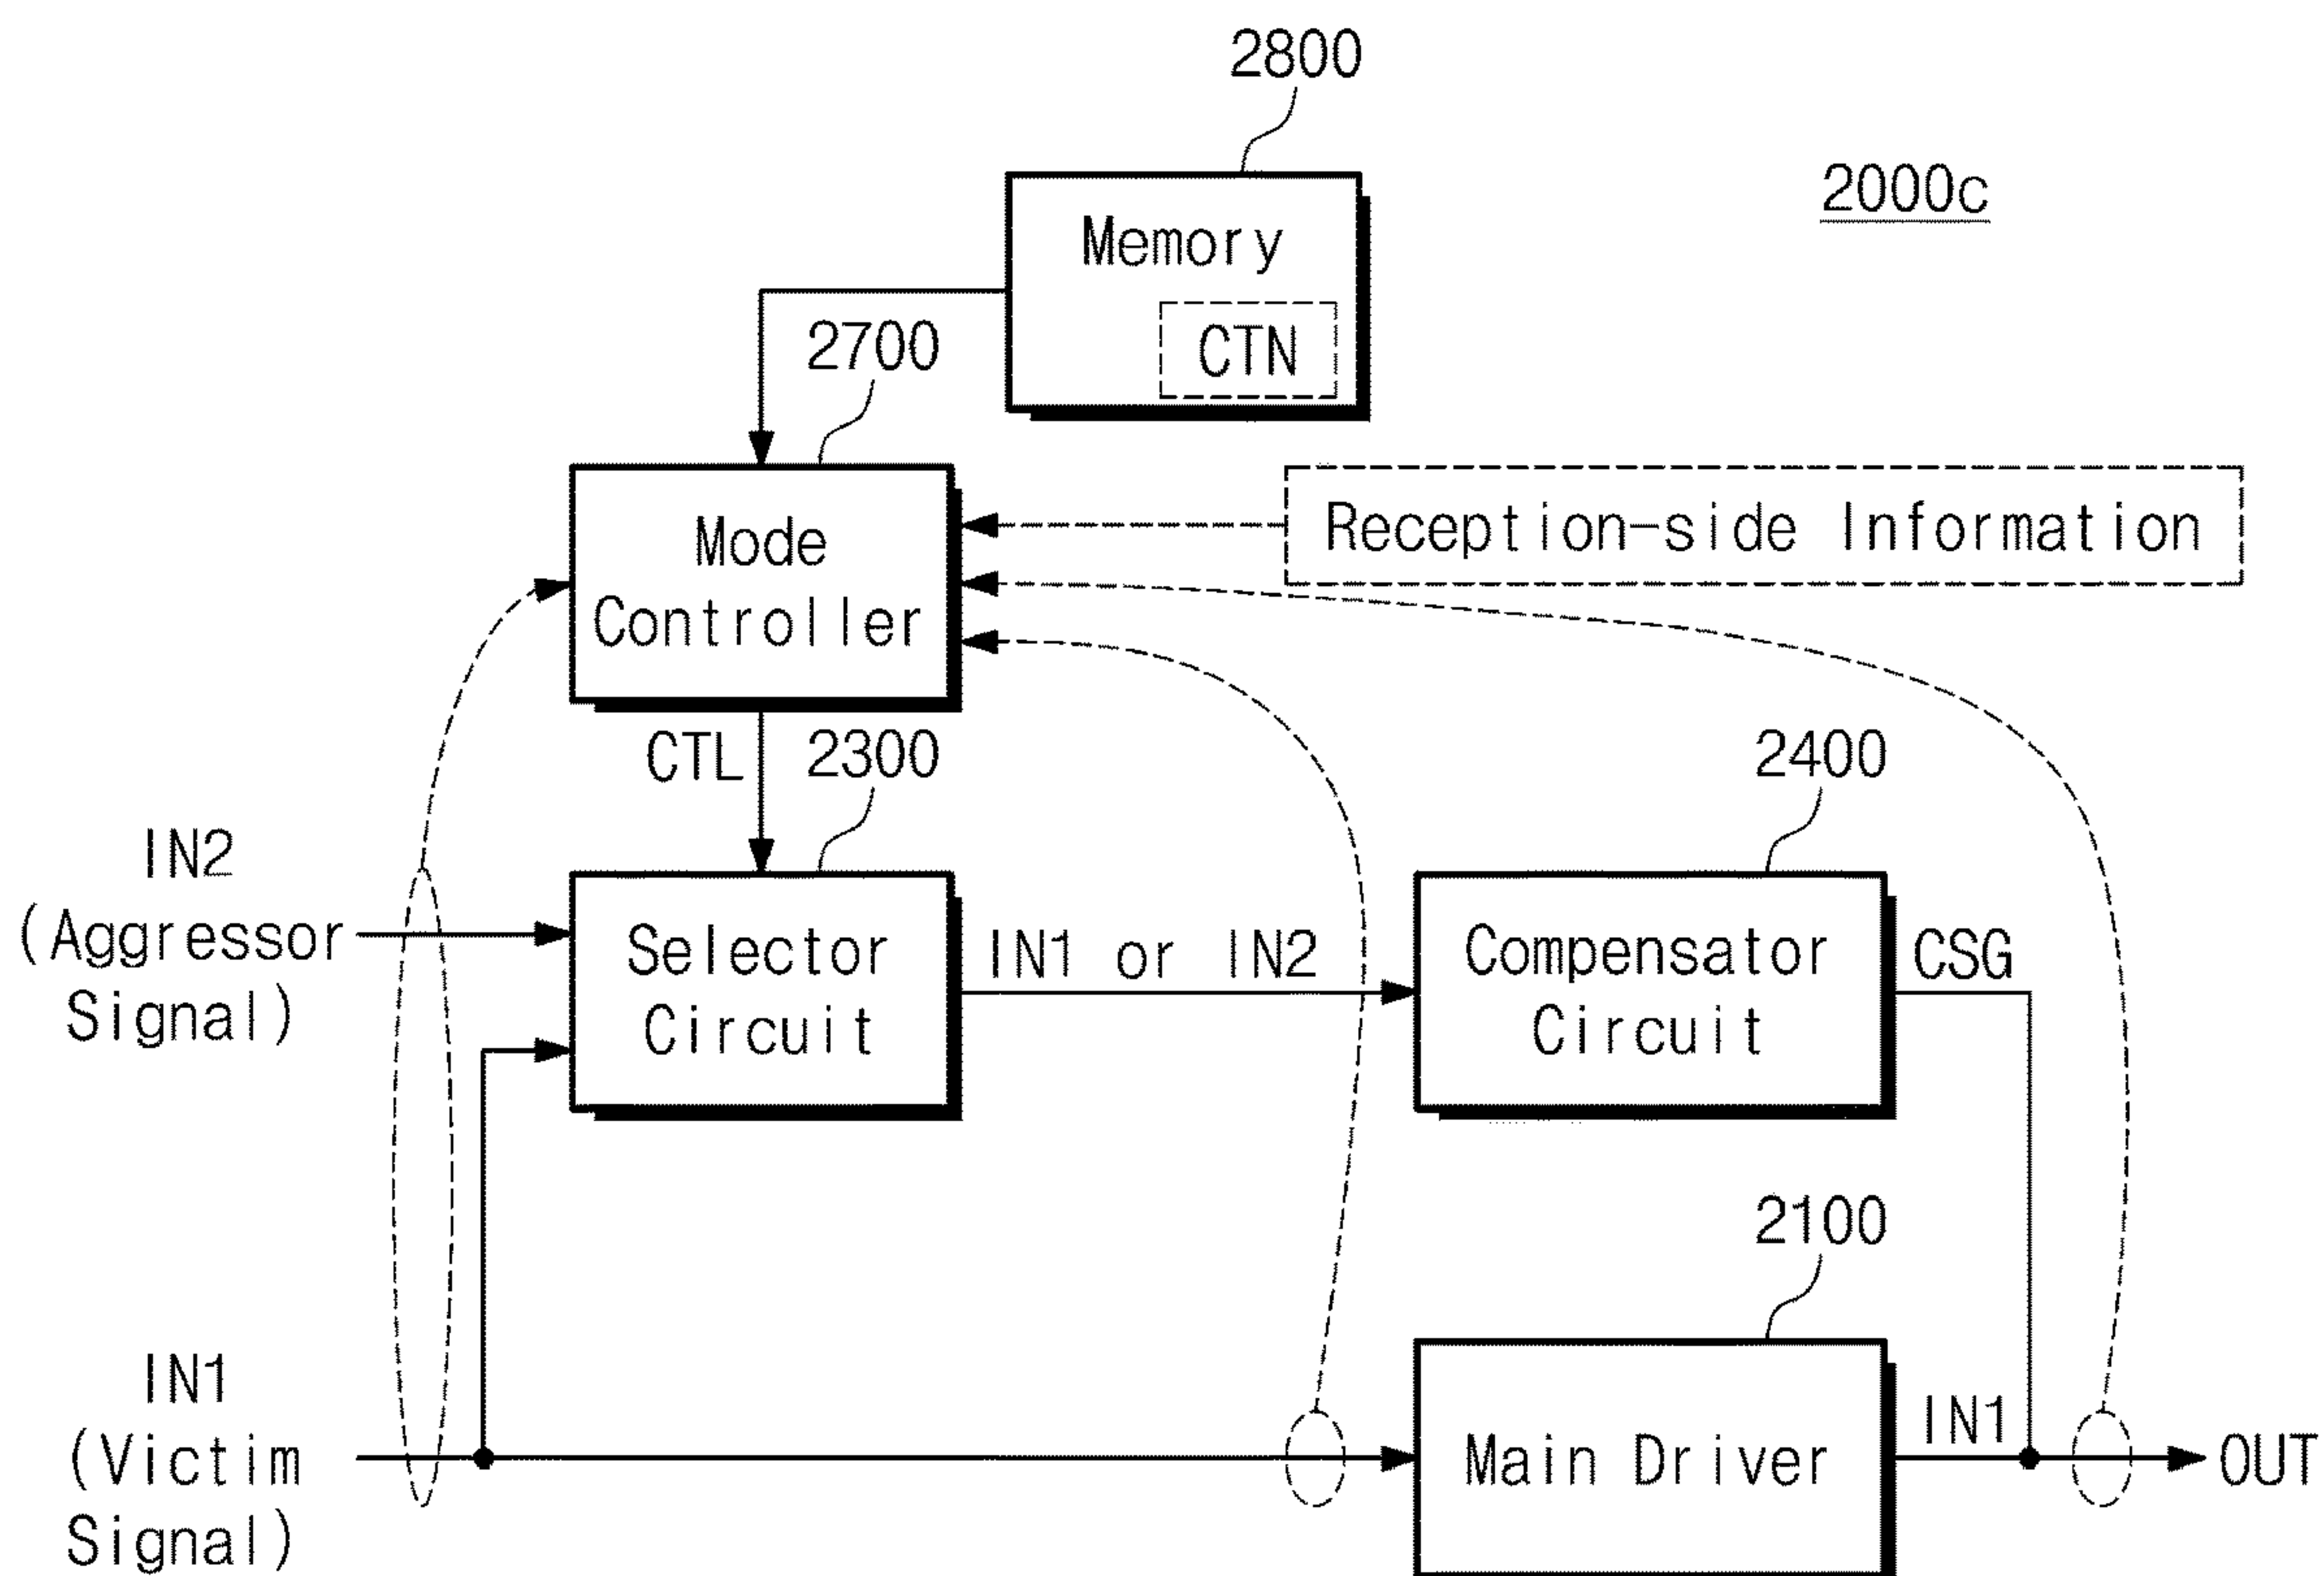 2800
2000c
Memory
CTN
2700
Reception-side Information
Mode
Controller
CTL
2300
2400
IN2
(Aggressor
Signal)
Selector
Circuit
IN1 or IN2
Compensator
Circuit
CSG
2100
IN1
(Victim
Signal)
Main Driver
IN1
OUT